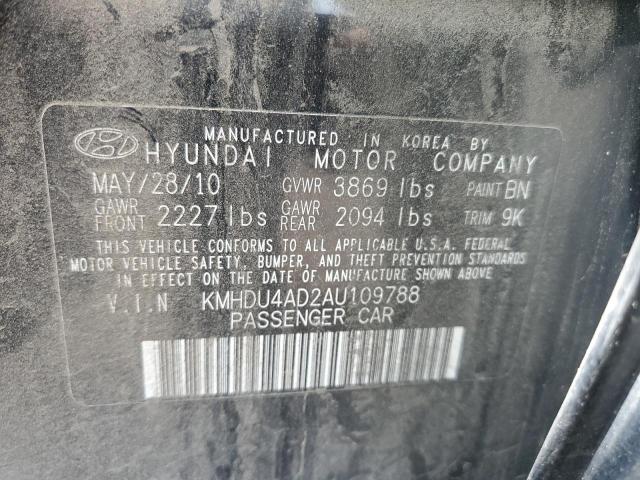 MANUFACTURED IN KOREA BY
HYUNDAI MOTOR COMPANY
MAY/28/10 GVWR 3869 lbs PAINT BN
GAWR FRONT 2227 lbs GAWR REAR 2094 lbs TRIM 9K
THIS VEHICLE CONFORMS TO ALL APPLICABLE U.S.A. FEDERAL
MOTOR VEHICLE SAFETY, BUMPER, AND THEFT PREVENTION STANDARDS
IN EFFECT ON THE DATE OF MANUFACTURE SHOWN ABOVE
V.I.N KMHDU4AD2AU109788
PASSENGER CAR